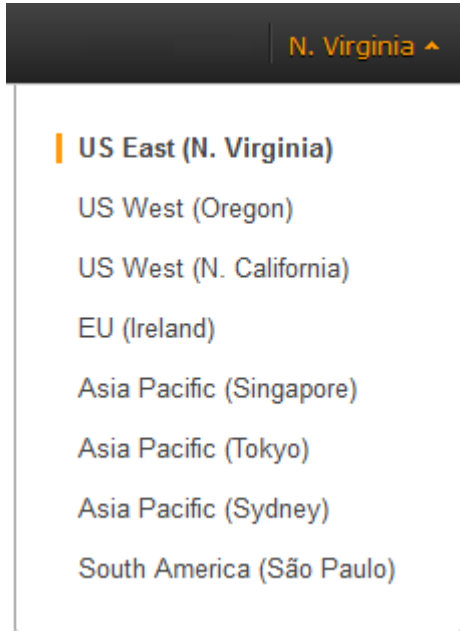 N. Virginia
US East (N. Virginia)
US West (Oregon)
US West (N. California)
EU (Ireland)
Asia Pacific (Singapore)
Asia Pacific (Tokyo)
Asia Pacific (Sydney)
South America (São Paulo)